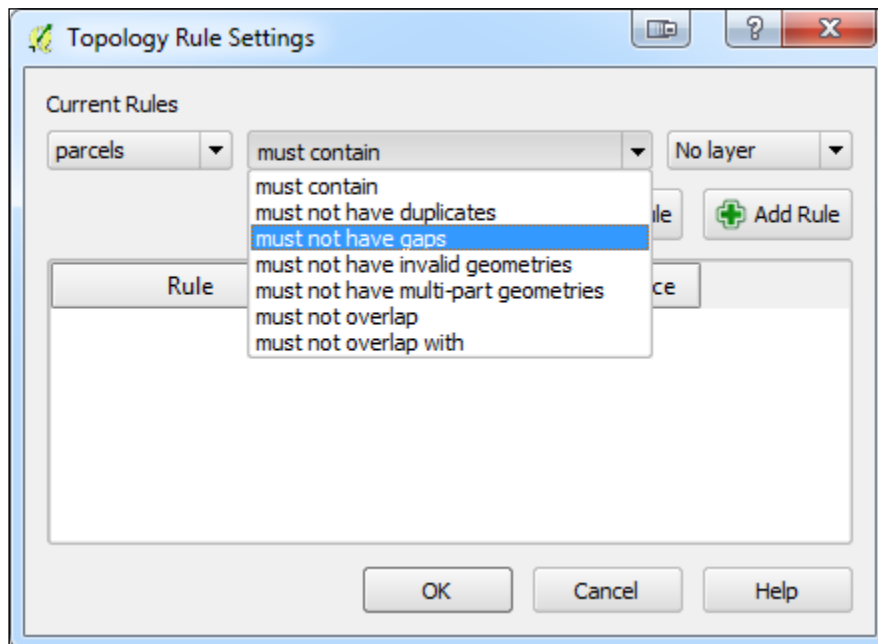 Topology Rule Settings
Current Rules
parcels
must contain
No layer
must contain
must not have duplicates
must not have gaps
must not have invalid geometries
must not have multi-part geometries
must not overlap
must not overlap with
Add Rule
Rule
OK
Cancel
Help